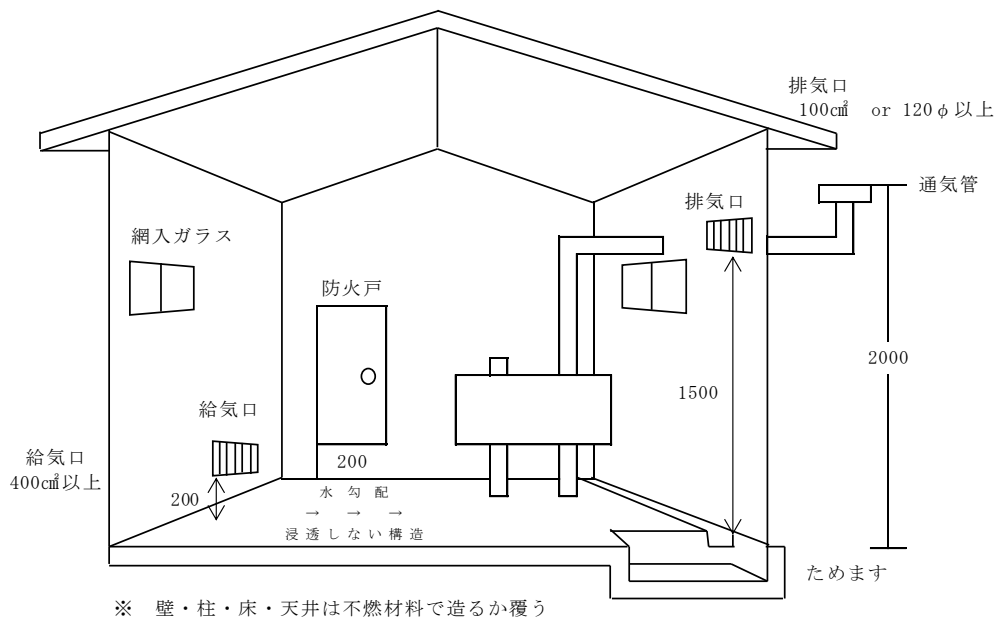 排気口
100c㎡ or 120φ以上
通気管
排気口
網入ガラス
防火戸
2000
1500
給気口
給気口
400c㎡以上
200
200
水勾配
→ → →
浸透しない構造
ためます
※ 壁・柱・床・天井は不燃材料で造るか覆う